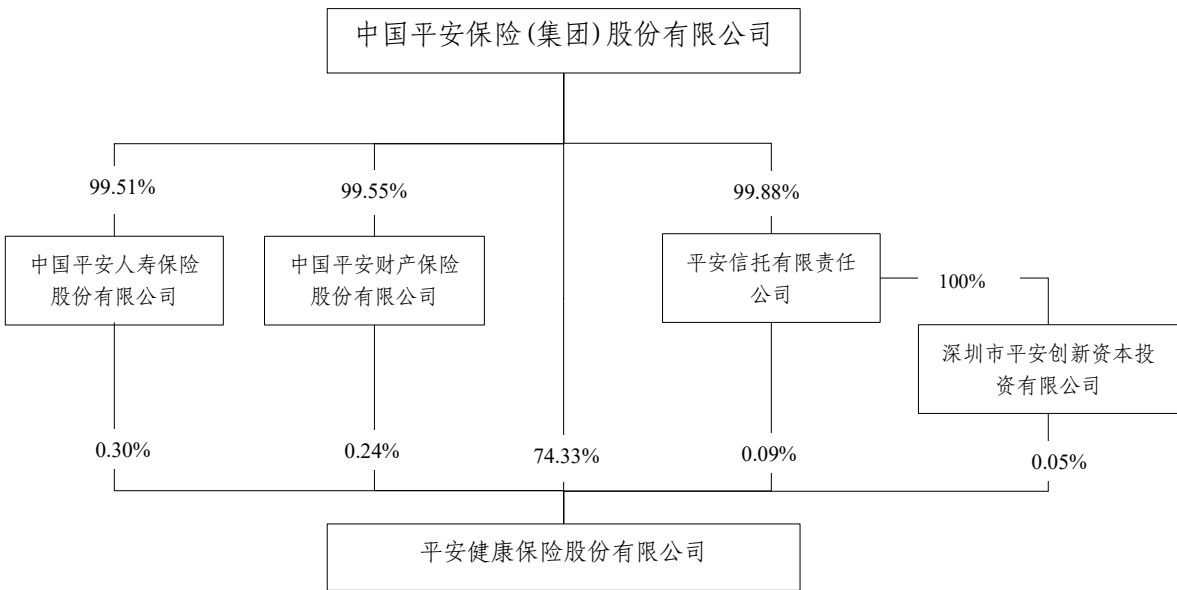 中国平安保险(集团)股份有限公司
99.51%
99.55%
99.88%
中国平安人寿保险
股份有限公司
中国平安财产保险
股份有限公司
平安信托有限责任
公司
100%
深圳市平安创新资本投
资有限公司
0.30%
0.24%
74.33%
0.09%
0.05%
平安健康保险股份有限公司